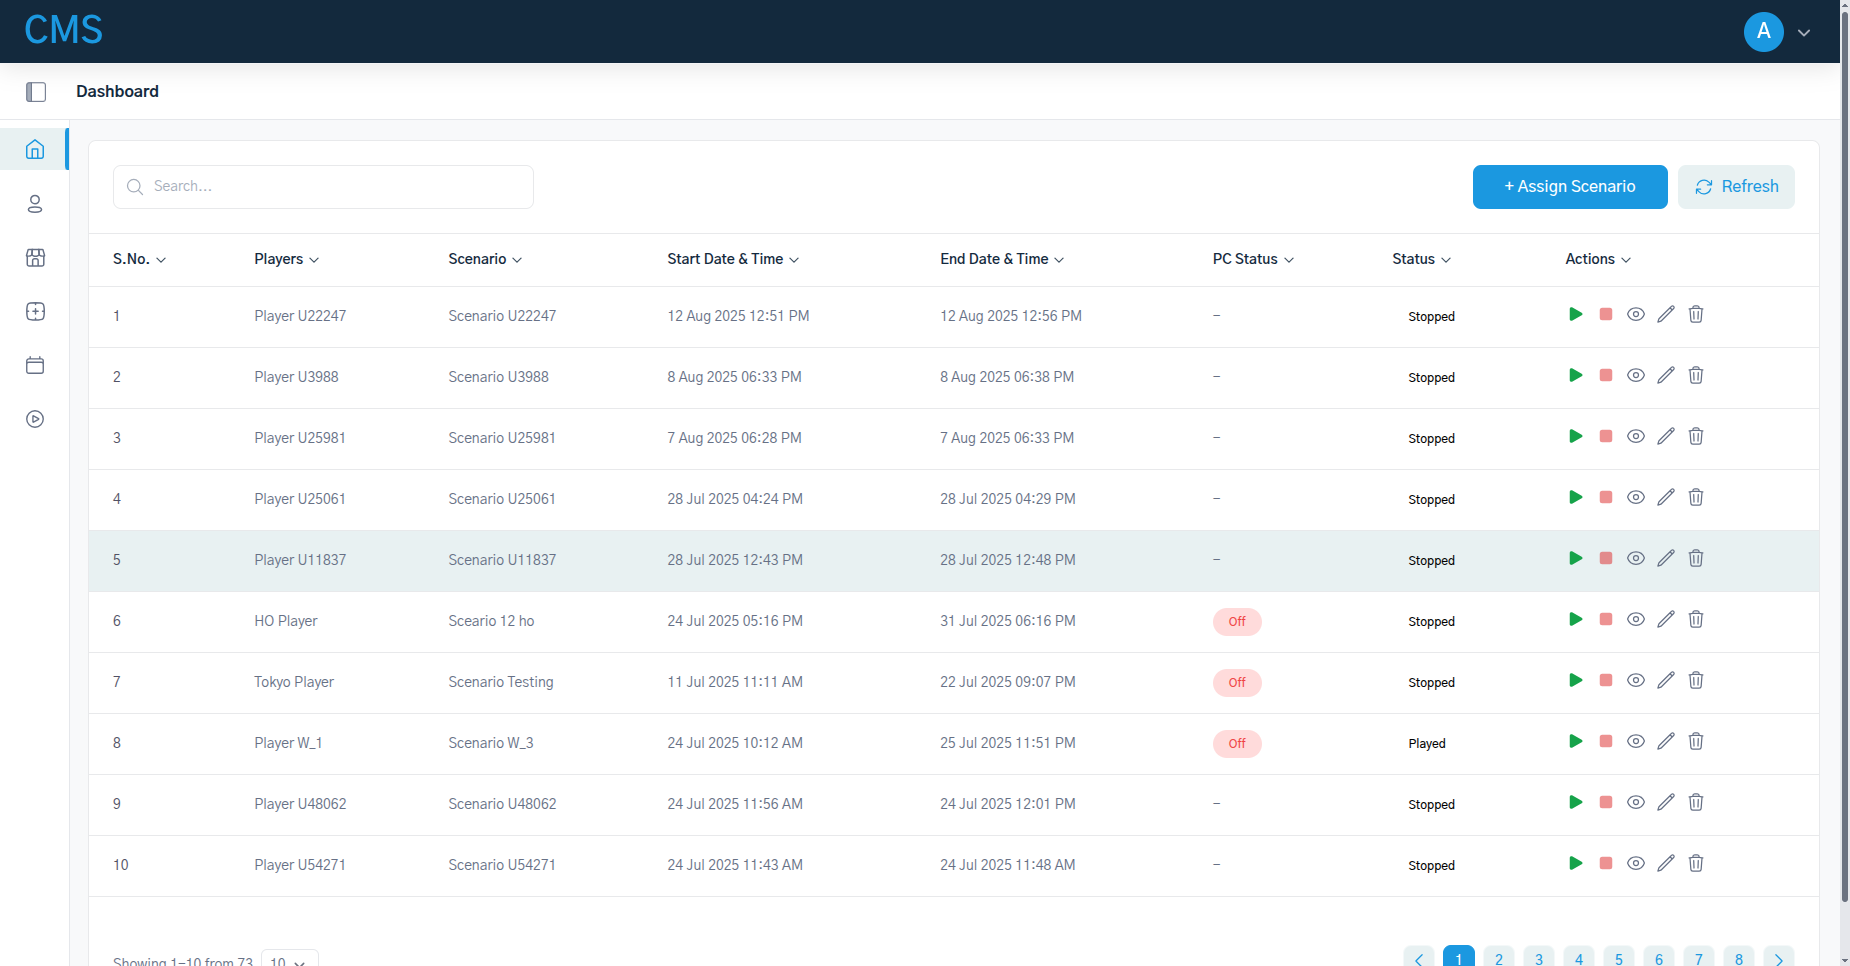 CMS
A
Dashboard
Search...
+ Assign Scenario
Refresh
S.No. Players Scenario Start Date & Time End Date & Time PC Status Status Actions
1 Player U22247 Scenario U22247 12 Aug 2025 12:51 PM 12 Aug 2025 12:56 PM – Stopped
2 Player U3988 Scenario U3988 8 Aug 2025 06:33 PM 8 Aug 2025 06:38 PM – Stopped
3 Player U25981 Scenario U25981 7 Aug 2025 06:28 PM 7 Aug 2025 06:33 PM – Stopped
4 Player U25061 Scenario U25061 28 Jul 2025 04:24 PM 28 Jul 2025 04:29 PM – Stopped
5 Player U11837 Scenario U11837 28 Jul 2025 12:43 PM 28 Jul 2025 12:48 PM – Stopped
6 HO Player Sceario 12 ho 24 Jul 2025 05:16 PM 31 Jul 2025 06:16 PM Off Stopped
7 Tokyo Player Scenario Testing 11 Jul 2025 11:11 AM 22 Jul 2025 09:07 PM Off Stopped
8 Player W_1 Scenario W_3 24 Jul 2025 10:12 AM 25 Jul 2025 11:51 PM Off Played
9 Player U48062 Scenario U48062 24 Jul 2025 11:56 AM 24 Jul 2025 12:01 PM – Stopped
10 Player U54271 Scenario U54271 24 Jul 2025 11:43 AM 24 Jul 2025 11:48 AM – Stopped
Showing 1–10 from 73 10
1 2 3 4 5 6 7 8